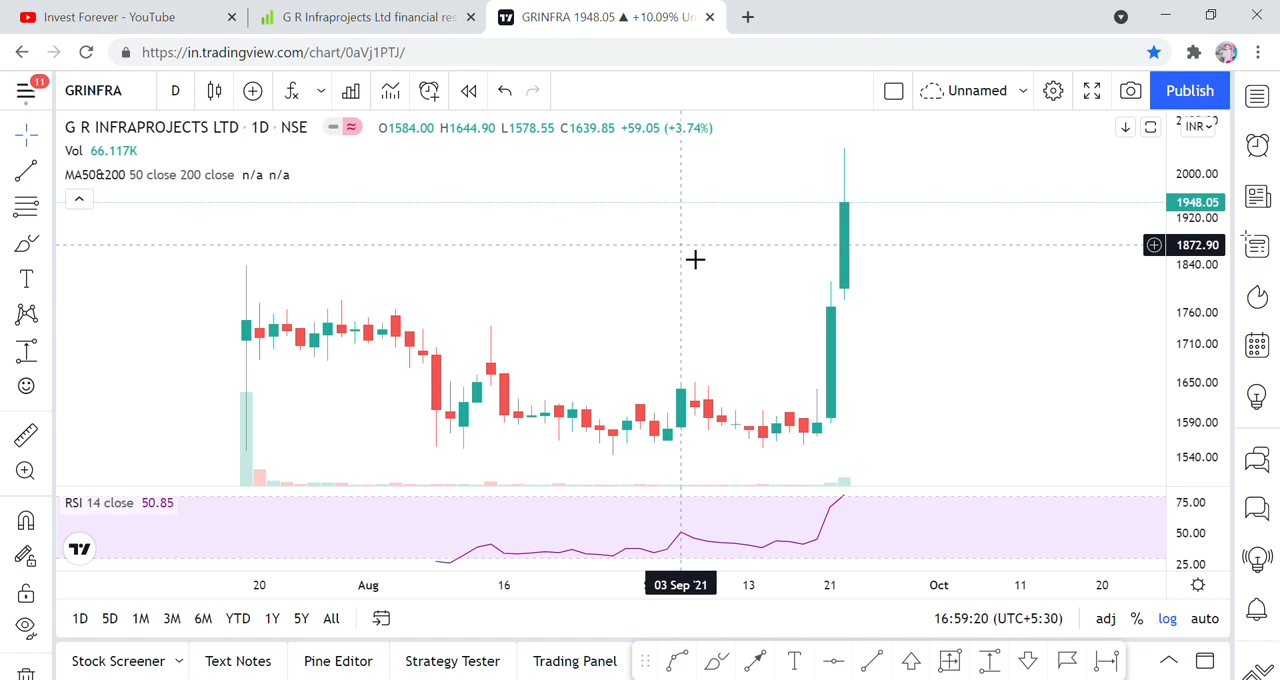 Invest Forever - YouTube
G R Infraprojects Ltd financial res
GRINFRA 1948.05 ▲ +10.09% Un
https://in.tradingview.com/chart/0aVj1PTJ/
11
GRINFRA
D
Unnamed
Publish
G R INFRAPROJECTS LTD · 1D · NSE
O1584.00 H1644.90 L1578.55 C1639.85 +59.05 (+3.74%)
INR
Vol 66.117K
MA50&200 50 close 200 close n/a n/a
2000.00
1948.05
1920.00
1872.90
1840.00
1760.00
1710.00
1650.00
1590.00
1540.00
RSI 14 close 50.85
75.00
50.00
25.00
20
Aug
16
03 Sep '21
13
21
Oct
11
20
1D 5D 1M 3M 6M YTD 1Y 5Y All
16:59:20 (UTC+5:30)
adj % log auto
Stock Screener
Text Notes
Pine Editor
Strategy Tester
Trading Panel